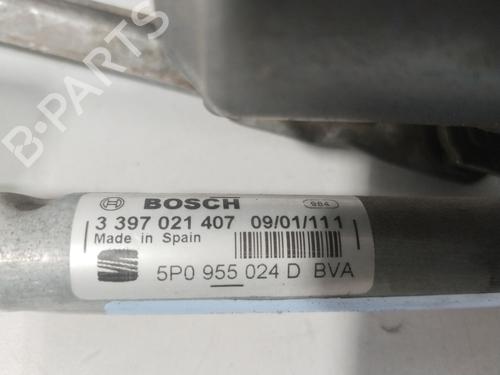 B-PARTS
BOSCH 984
3 397 021 407 09/01/111
Made in Spain
5P0 955 024 D BVA